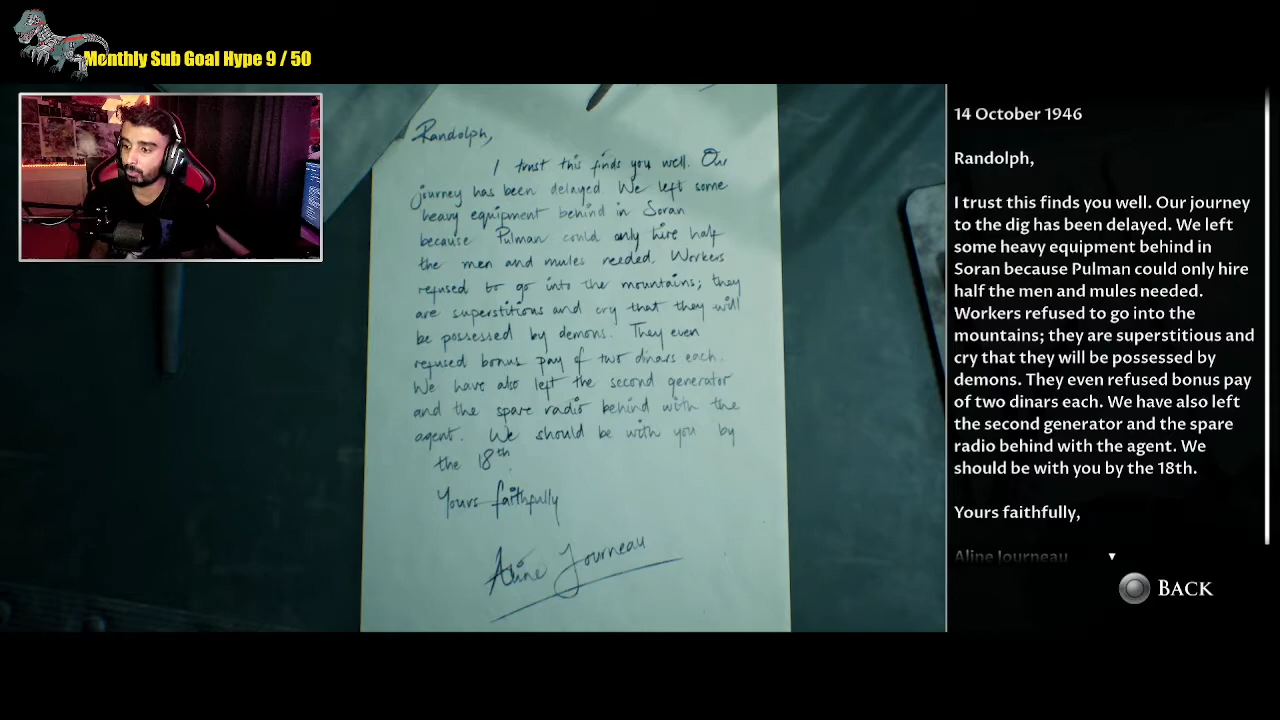 Monthly Sub Goal Hype 9 / 50
Randolph,
I trust this finds you well. Our
journey has been delayed. We left some
heavy equipment behind in Soran
because Pulman could only hire half
the men and mules needed. Workers
refused to go into the mountains; they
are superstitious and cry that they will
be possessed by demons. They even
refused bonus pay of two dinars each.
We have also left the second generator
and the spare radio behind with the
agent. We should be with you by
the 18th.
Yours faithfully
Aline Journeau
14 October 1946
Randolph,
I trust this finds you well. Our journey
to the dig has been delayed. We left
some heavy equipment behind in
Soran because Pulman could only hire
half the men and mules needed.
Workers refused to go into the
mountains; they are superstitious and
cry that they will be possessed by
demons. They even refused bonus pay
of two dinars each. We have also left
the second generator and the spare
radio behind with the agent. We
should be with you by the 18th.
Yours faithfully,
Aline Journeau
BACK